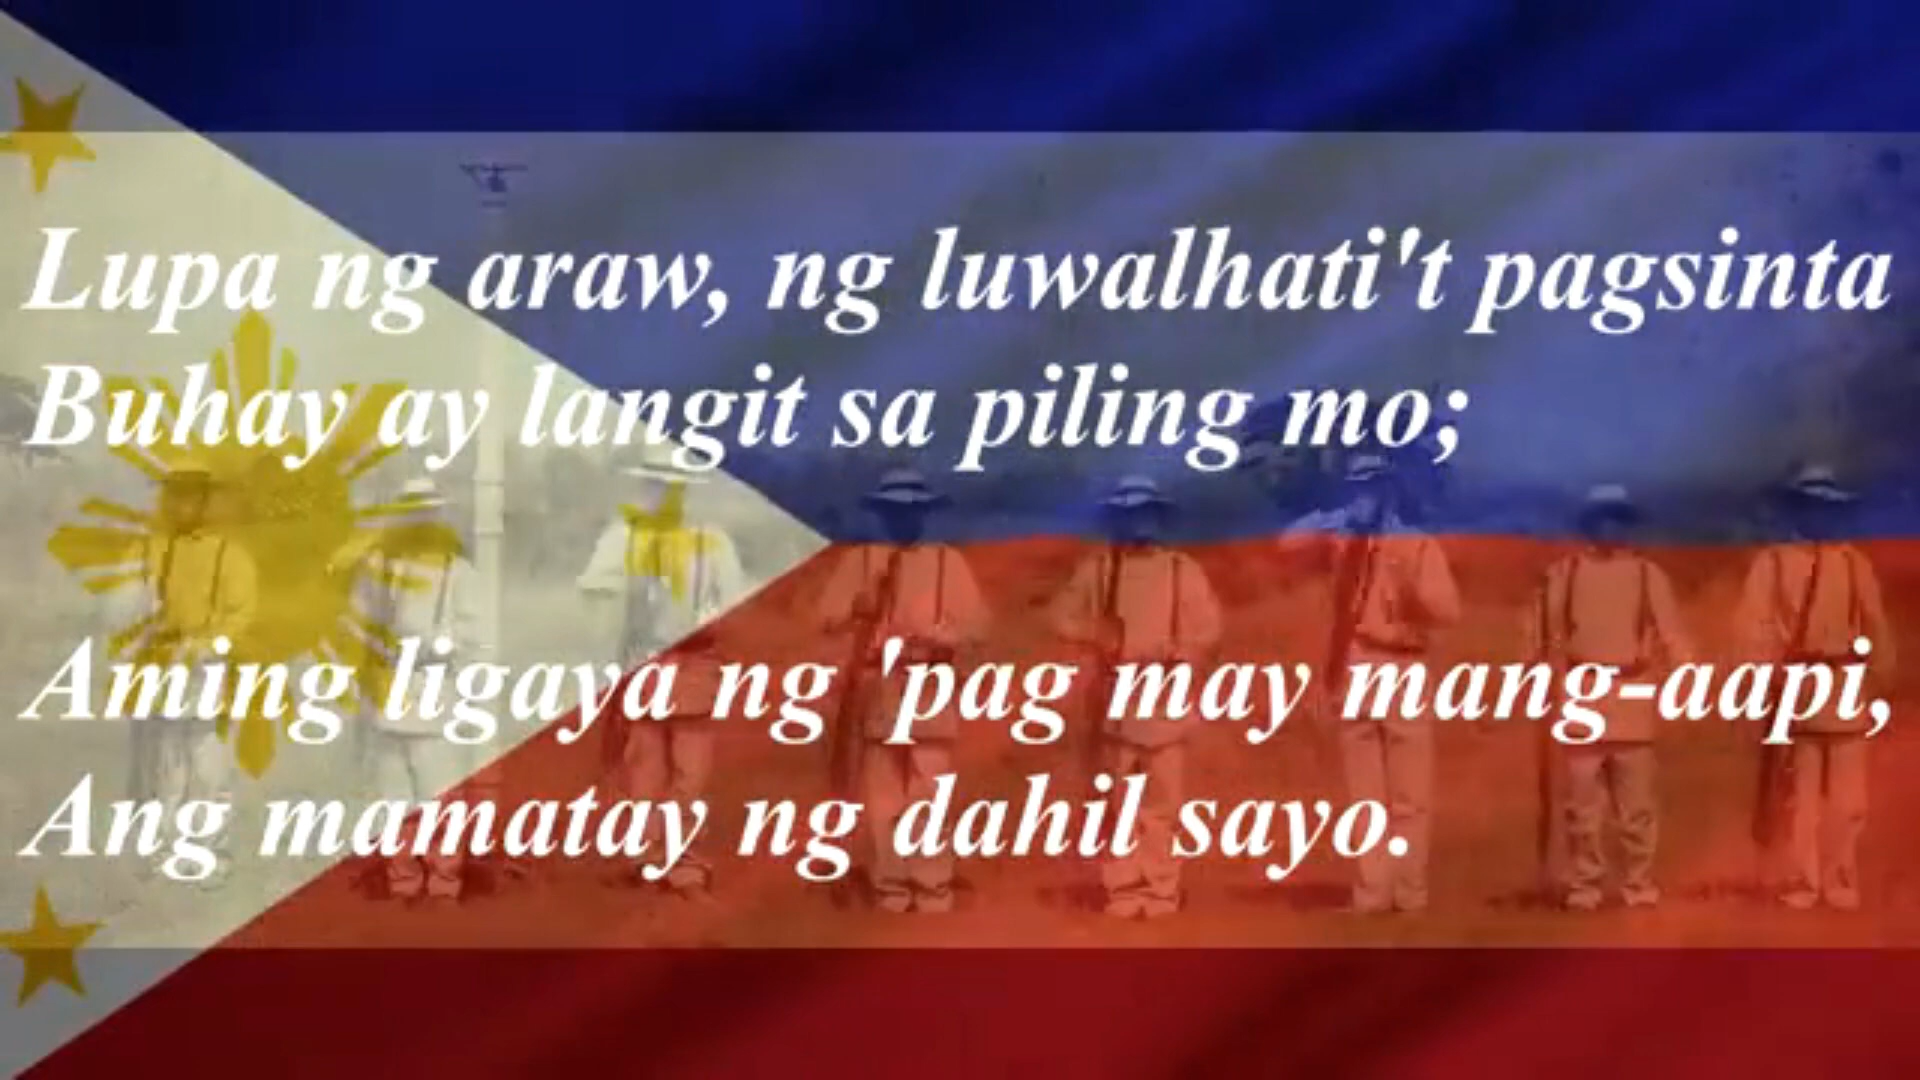 Lupa ng araw, ng luwalhati't pagsinta
Buhay ay langit sa piling mo;
Aming ligaya ng 'pag may mang-aapi,
Ang mamatay ng dahil sayo.